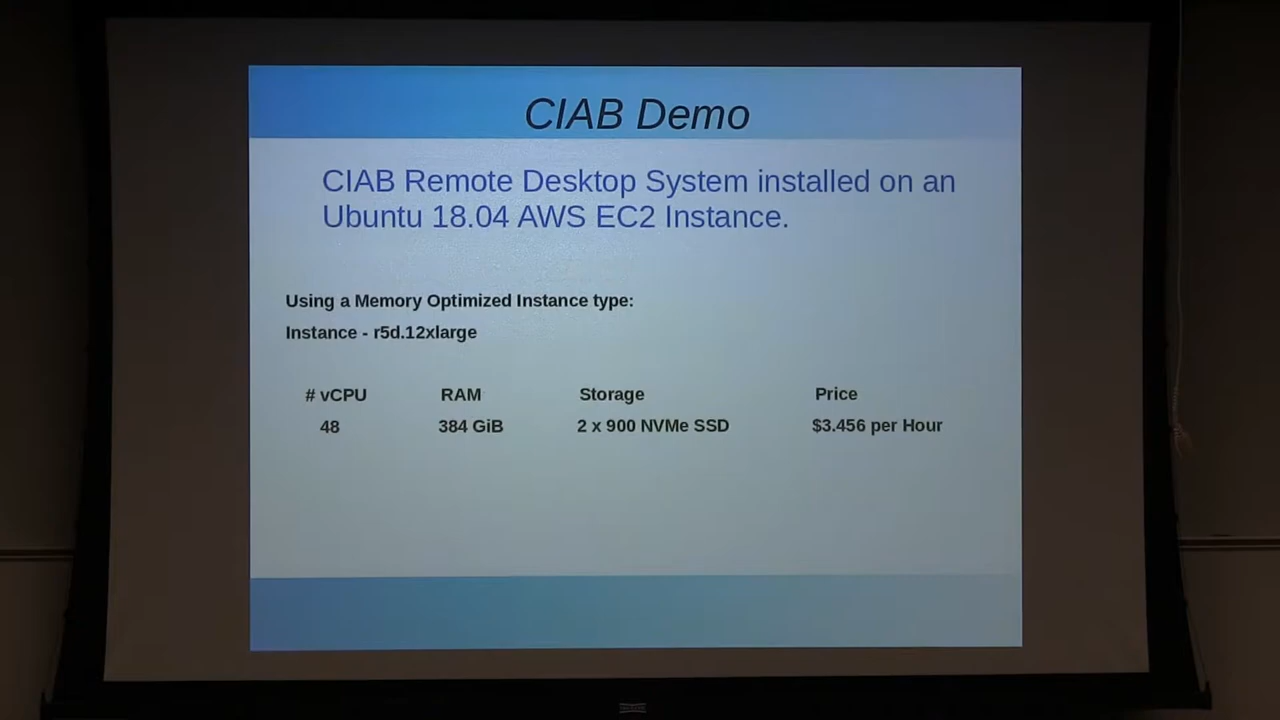 CIAB Demo
CIAB Remote Desktop System installed on an
Ubuntu 18.04 AWS EC2 Instance.
Using a Memory Optimized Instance type:
Instance - r5d.12xlarge
# vCPU RAM Storage Price
48 384 GiB 2 x 900 NVMe SSD $3.456 per Hour